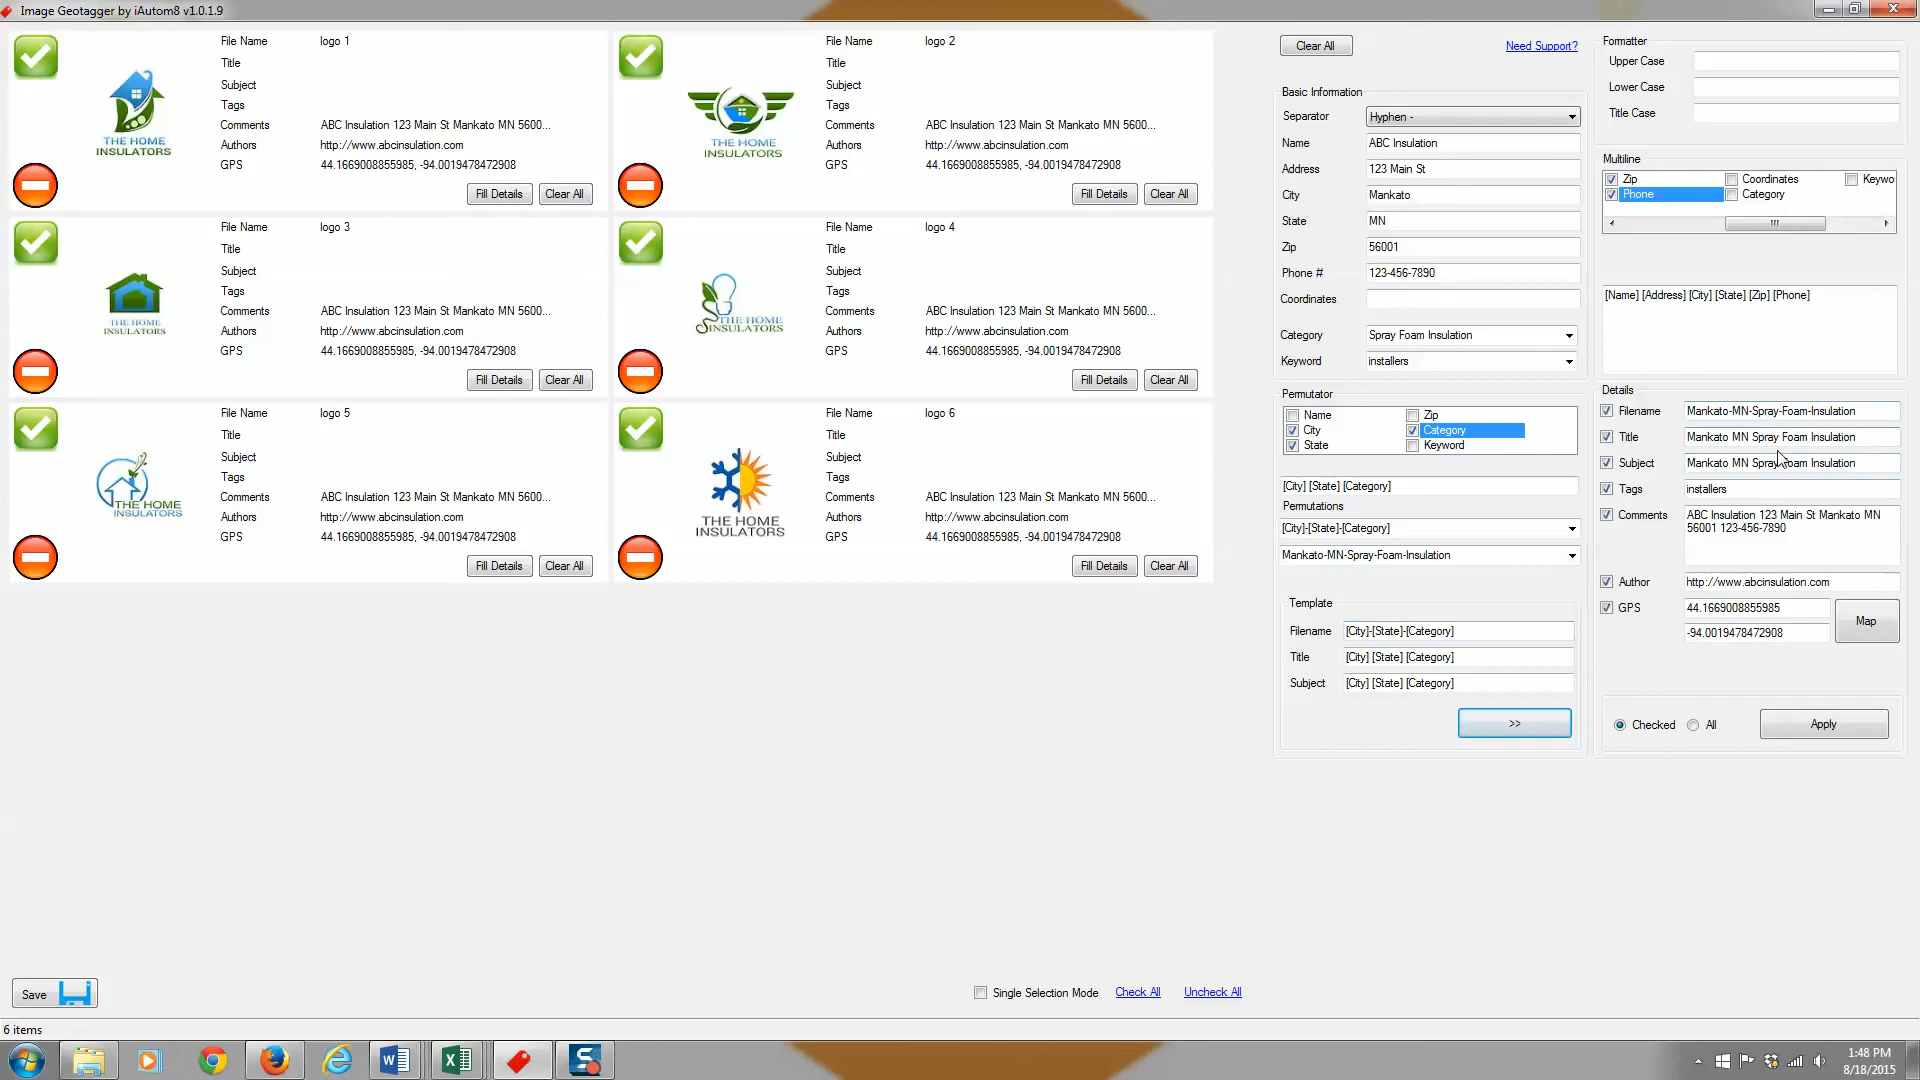 Image Geotagger by iAutom8 v1.0.1.9
File Name logo 1
Title
Subject
Tags
Comments ABC Insulation 123 Main St Mankato MN 5600...
Authors http://www.abcinsulation.com
GPS 44.1669008855985, -94.0019478472908
Fill Details Clear All
THE HOME
INSULATORS
File Name logo 2
Title
Subject
Tags
Comments ABC Insulation 123 Main St Mankato MN 5600...
Authors http://www.abcinsulation.com
GPS 44.1669008855985, -94.0019478472908
Fill Details Clear All
THE HOME
INSULATORS
File Name logo 3
Title
Subject
Tags
Comments ABC Insulation 123 Main St Mankato MN 5600...
Authors http://www.abcinsulation.com
GPS 44.1669008855985, -94.0019478472908
Fill Details Clear All
THE HOME
INSULATORS
File Name logo 4
Title
Subject
Tags
Comments ABC Insulation 123 Main St Mankato MN 5600...
Authors http://www.abcinsulation.com
GPS 44.1669008855985, -94.0019478472908
Fill Details Clear All
THE HOME
INSULATORS
File Name logo 5
Title
Subject
Tags
Comments ABC Insulation 123 Main St Mankato MN 5600...
Authors http://www.abcinsulation.com
GPS 44.1669008855985, -94.0019478472908
Fill Details Clear All
THE HOME
INSULATORS
File Name logo 6
Title
Subject
Tags
Comments ABC Insulation 123 Main St Mankato MN 5600...
Authors http://www.abcinsulation.com
GPS 44.1669008855985, -94.0019478472908
Fill Details Clear All
THE HOME
INSULATORS
Clear All Need Support?
Basic Information
Separator Hyphen -
Name ABC Insulation
Address 123 Main St
City Mankato
State MN
Zip 56001
Phone # 123-456-7890
Coordinates
Category Spray Foam Insulation
Keyword installers
Permutator
Name Zip
City Category
State Keyword
[City] [State] [Category]
Permutations
[City]-[State]-[Category]
Mankato-MN-Spray-Foam-Insulation
Template
Filename [City]-[State]-[Category]
Title [City] [State] [Category]
Subject [City] [State] [Category]
>>
Formatter
Upper Case
Lower Case
Title Case
Multiline
Zip Coordinates Keywo
Phone Category
[Name] [Address] [City] [State] [Zip] [Phone]
Details
Filename Mankato-MN-Spray-Foam-Insulation
Title Mankato MN Spray Foam Insulation
Subject Mankato MN Spray Foam Insulation
Tags installers
Comments ABC Insulation 123 Main St Mankato MN
56001 123-456-7890
Author http://www.abcinsulation.com
GPS 44.1669008855985
-94.0019478472908
Map
Checked All Apply
Save
Single Selection Mode Check All Uncheck All
6 items
1:48 PM
8/18/2015